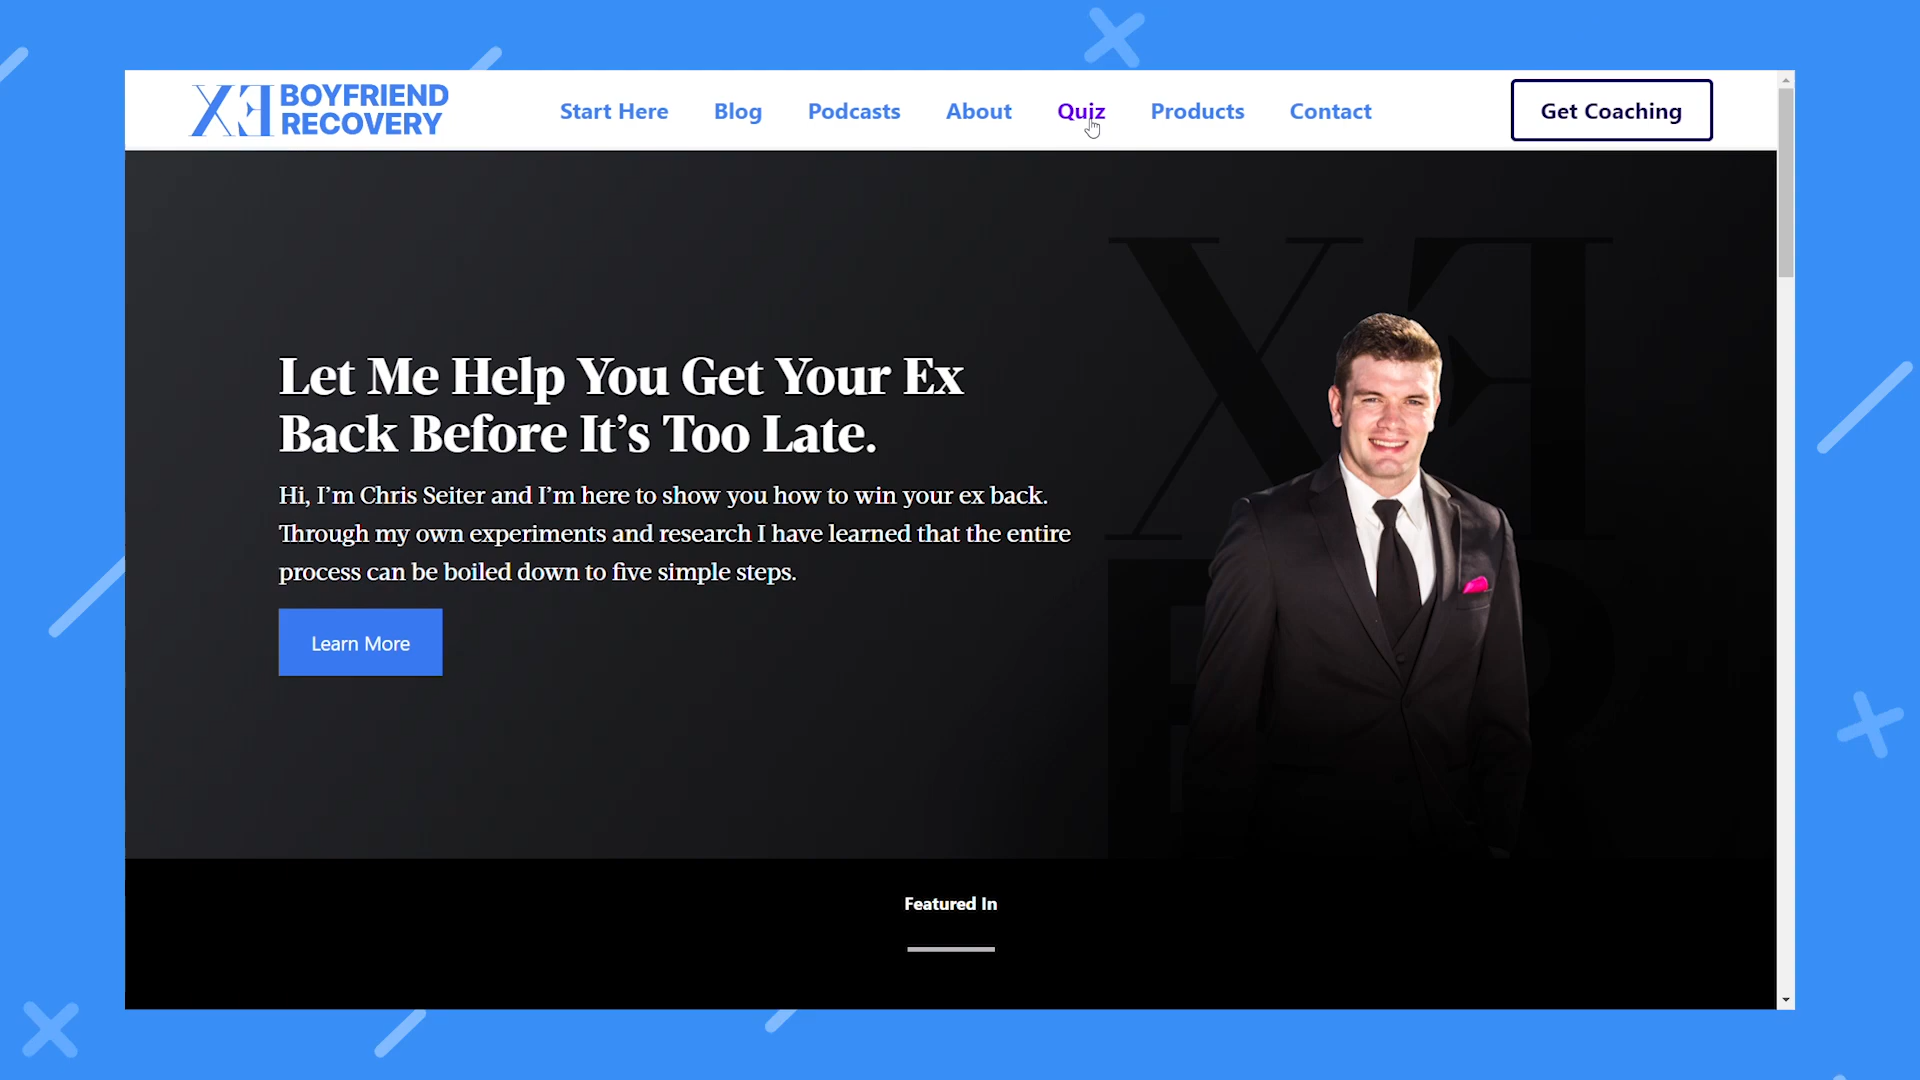 EX BOYFRIEND
RECOVERY
Start Here
Blog
Podcasts
About
Quiz
Products
Contact
Get Coaching
Let Me Help You Get Your Ex
Back Before It’s Too Late.
Hi, I’m Chris Seiter and I’m here to show you how to win your ex back.
Through my own experiments and research I have learned that the entire
process can be boiled down to five simple steps.
Learn More
Featured In